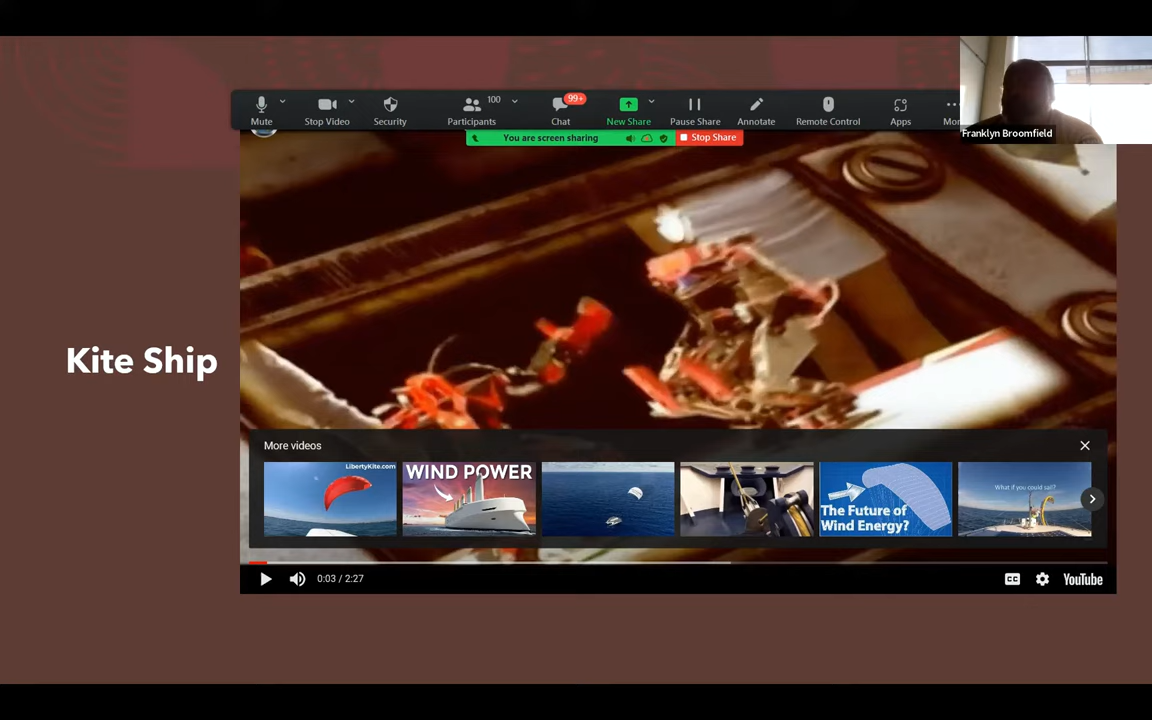 Mute
Stop Video
Security
Participants
100
Chat
99+
New Share
Pause Share
Annotate
Remote Control
Apps
You are screen sharing
Stop Share
Franklyn Broomfield
Kite Ship
More videos
LibertyKite.com
WIND POWER
The Future of
Wind Energy?
What if you could sail?
0:03 / 2:27
CC
YouTube